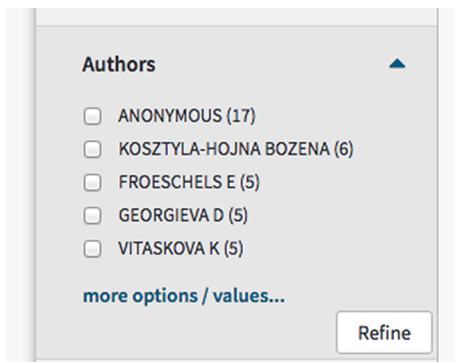 Authors
ANONYMOUS (17)
KOSZTYLA-HOJNA BOZENA (6)
FROESCHELS E (5)
GEORGIEVA D (5)
VITASKOVA K (5)
more options / values...
Refine